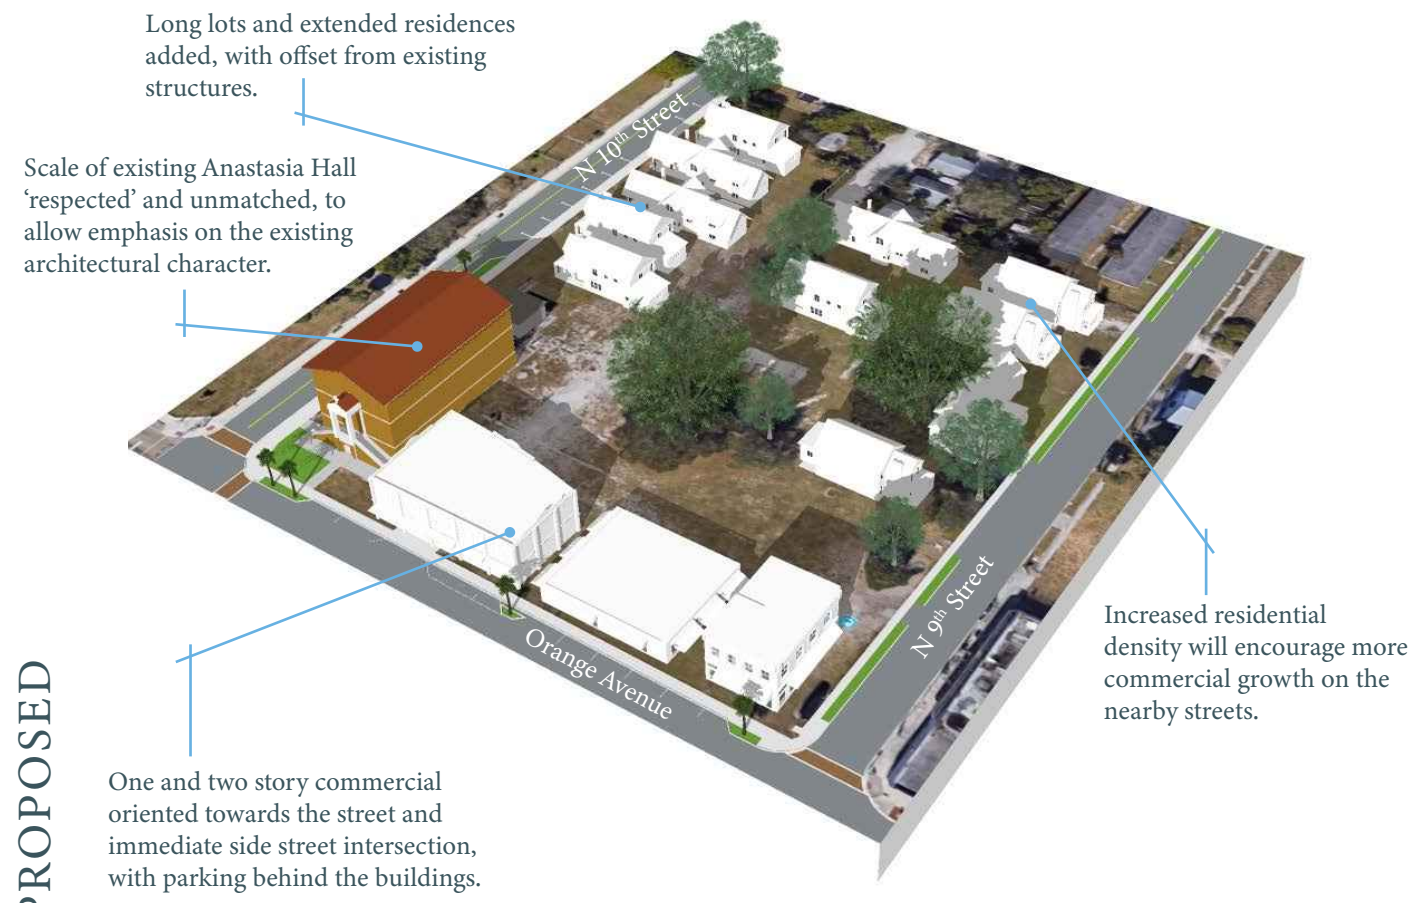 Long lots and extended residences
added, with offset from existing
structures.
Scale of existing Anastasia Hall
‘respected’ and unmatched, to
allow emphasis on the existing
architectural character.
N 10th Street
N 9th Street
Orange Avenue
Increased residential
density will encourage more
commercial growth on the
nearby streets.
One and two story commercial
oriented towards the street and
immediate side street intersection,
with parking behind the buildings.
PROPOSED